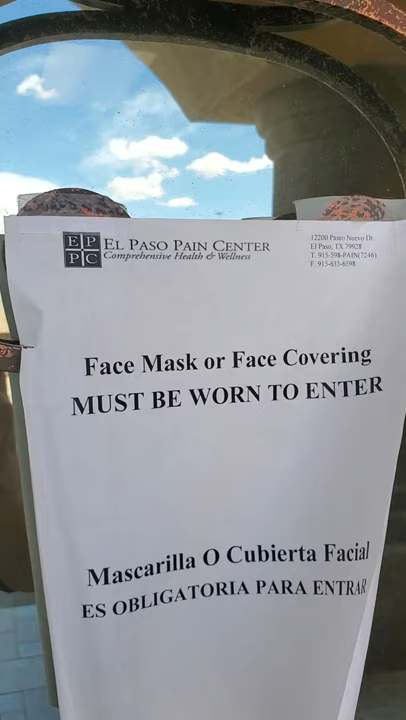 EP
PC
EL PASO PAIN CENTER
Comprehensive Health & Wellness
12200 Paseo Nuevo Dr
El Paso, TX 79928
T. 915-598-PAIN(7246)
F. 915-633-6598
Face Mask or Face Covering
MUST BE WORN TO ENTER
Mascarilla O Cubierta Facial
ES OBLIGATORIA PARA ENTRAR